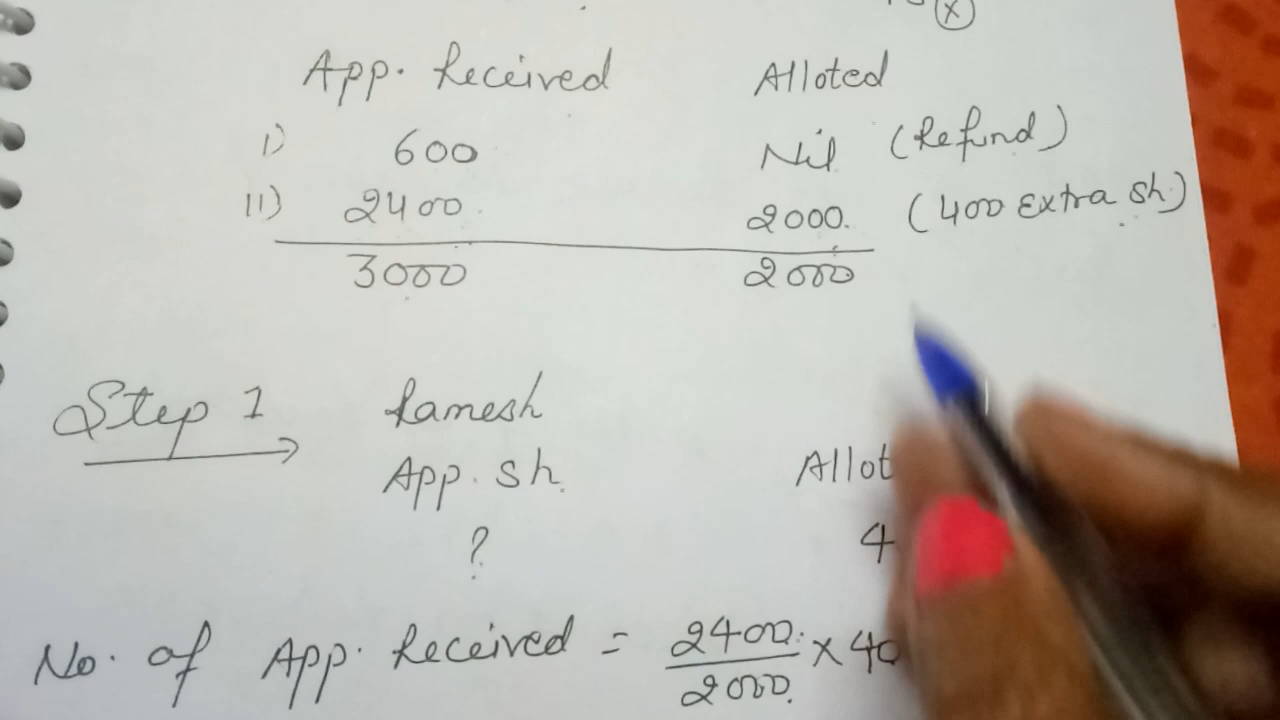 (x)
App. Received Alloted
I) 600 Nil (Refund)
II) 2400. 2000. (400 Extra sh.)
3000 2000
Step 1 Ramesh
App. Sh. Allot
? 4
No. of App. Received = 2400. / 2000. × 40